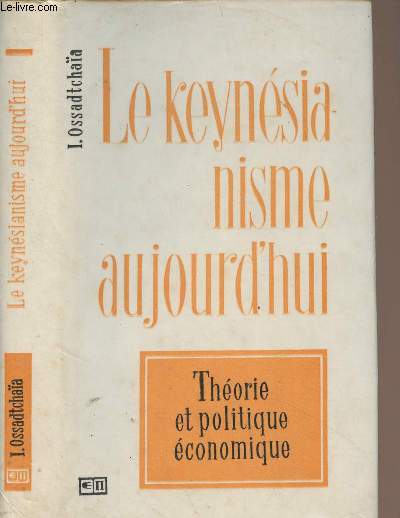 Le-livre.com
I. Ossadtchaïa
Le keynésianisme aujourd'hui
I. Ossadtchaïa
Le keynésia-
nisme
aujourd'hui
Théorie
et politique
économique